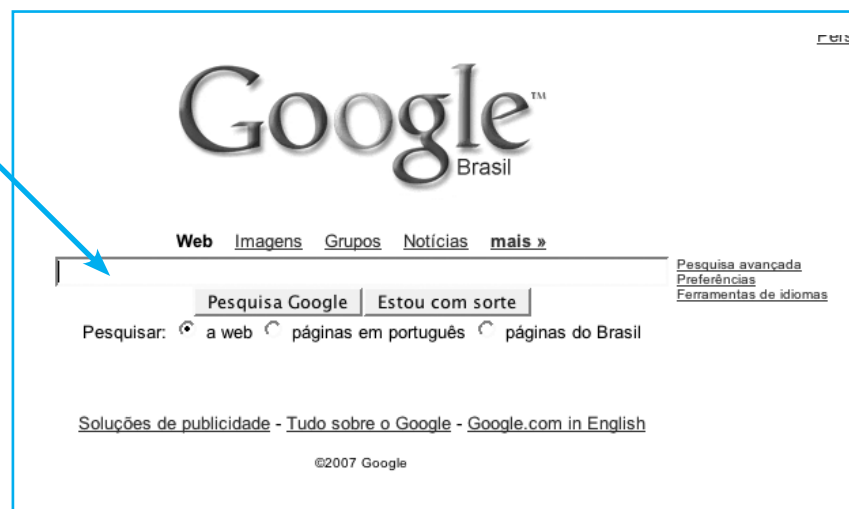 Google™
Brasil
Web Imagens Grupos Notícias mais »
Pesquisa avançada
Preferências
Ferramentas de idiomas
Pesquisa Google Estou com sorte
Pesquisar: a web páginas em português páginas do Brasil
Soluções de publicidade - Tudo sobre o Google - Google.com in English
©2007 Google